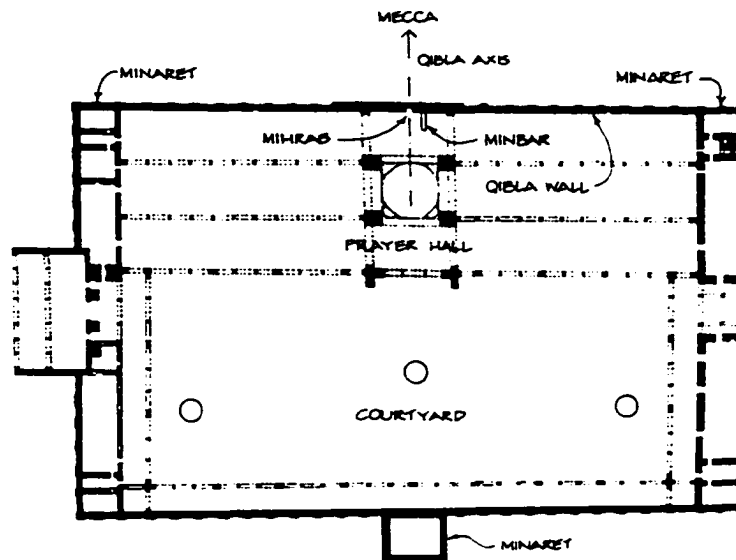 MECCA
QIBLA AXIS
MINARET
MINARET
MIHRAB
MINBAR
QIBLA WALL
PRAYER HALL
COURTYARD
MINARET